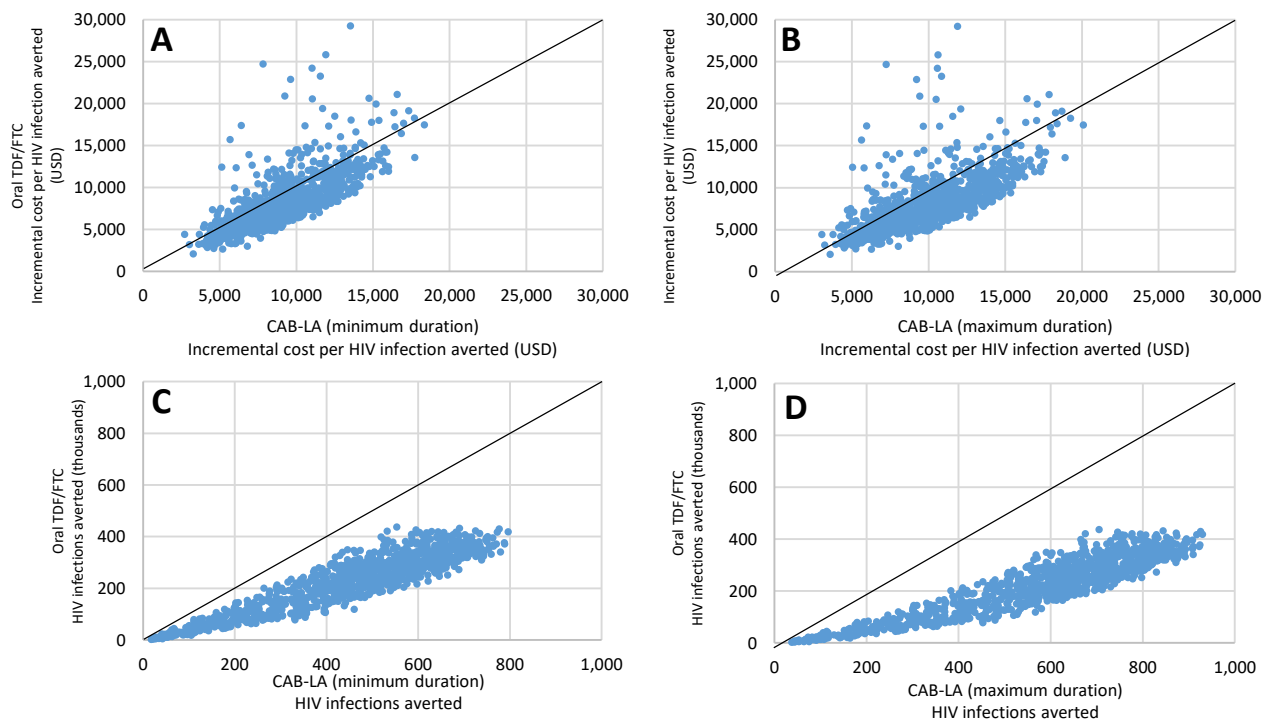 A
Oral TDF/FTC
Incremental cost per HIV infection averted
(USD)
30,000
25,000
20,000
15,000
10,000
5,000
0
0 5,000 10,000 15,000 20,000 25,000 30,000
CAB-LA (minimum duration)
Incremental cost per HIV infection averted (USD)
B
Oral TDF/FTC
Incremental cost per HIV infection averted
(USD)
30,000
25,000
20,000
15,000
10,000
5,000
0
0 5,000 10,000 15,000 20,000 25,000 30,000
CAB-LA (maximum duration)
Incremental cost per HIV infection averted (USD)
C
Oral TDF/FTC
HIV infections averted (thousands)
1,000
800
600
400
200
0
0 200 400 600 800 1,000
CAB-LA (minimum duration)
HIV infections averted
D
Oral TDF/FTC
HIV infections averted (thousands)
1,000
800
600
400
200
0
0 200 400 600 800 1,000
CAB-LA (maximum duration)
HIV infections averted